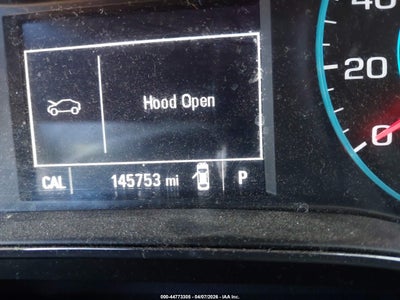 40
20
0
Hood Open
CAL 145753 mi P
000-44773305 - 04/07/2026 - IAA Inc.